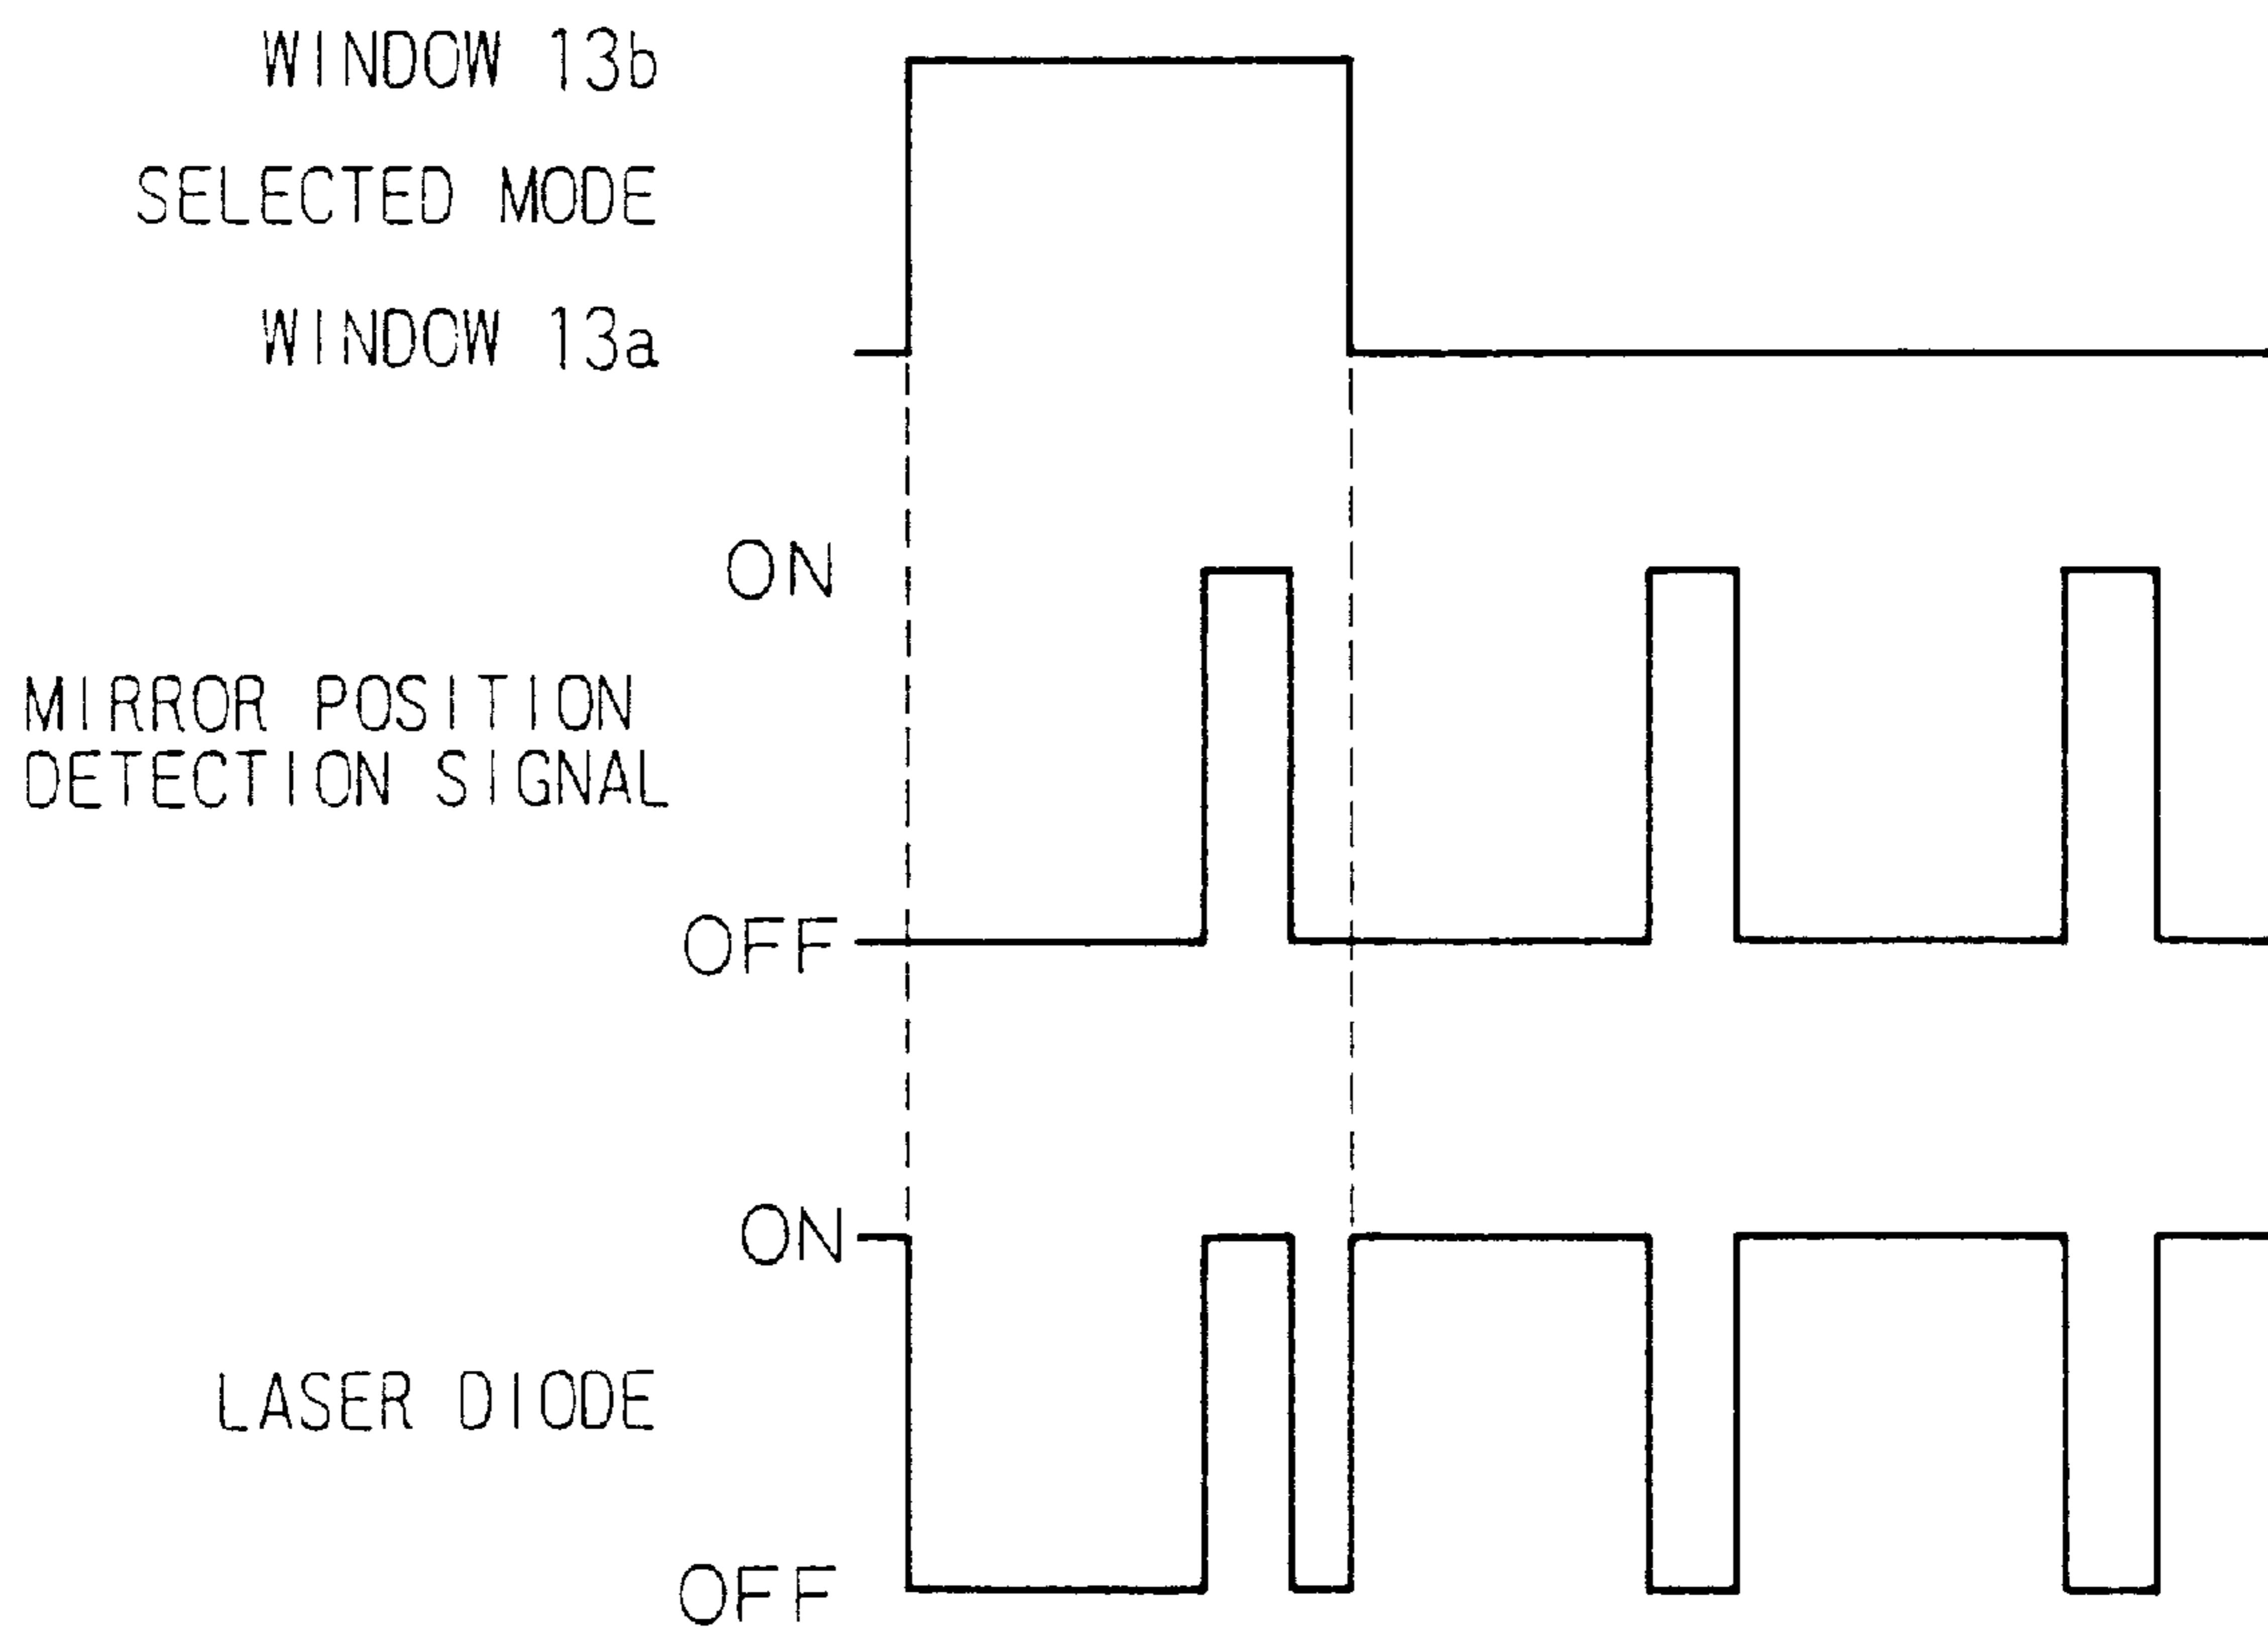 WINDOW 13b
SELECTED MODE
WINDOW 13a
ON
MIRROR POSITION
DETECTION SIGNAL
OFF
ON
LASER DIODE
OFF